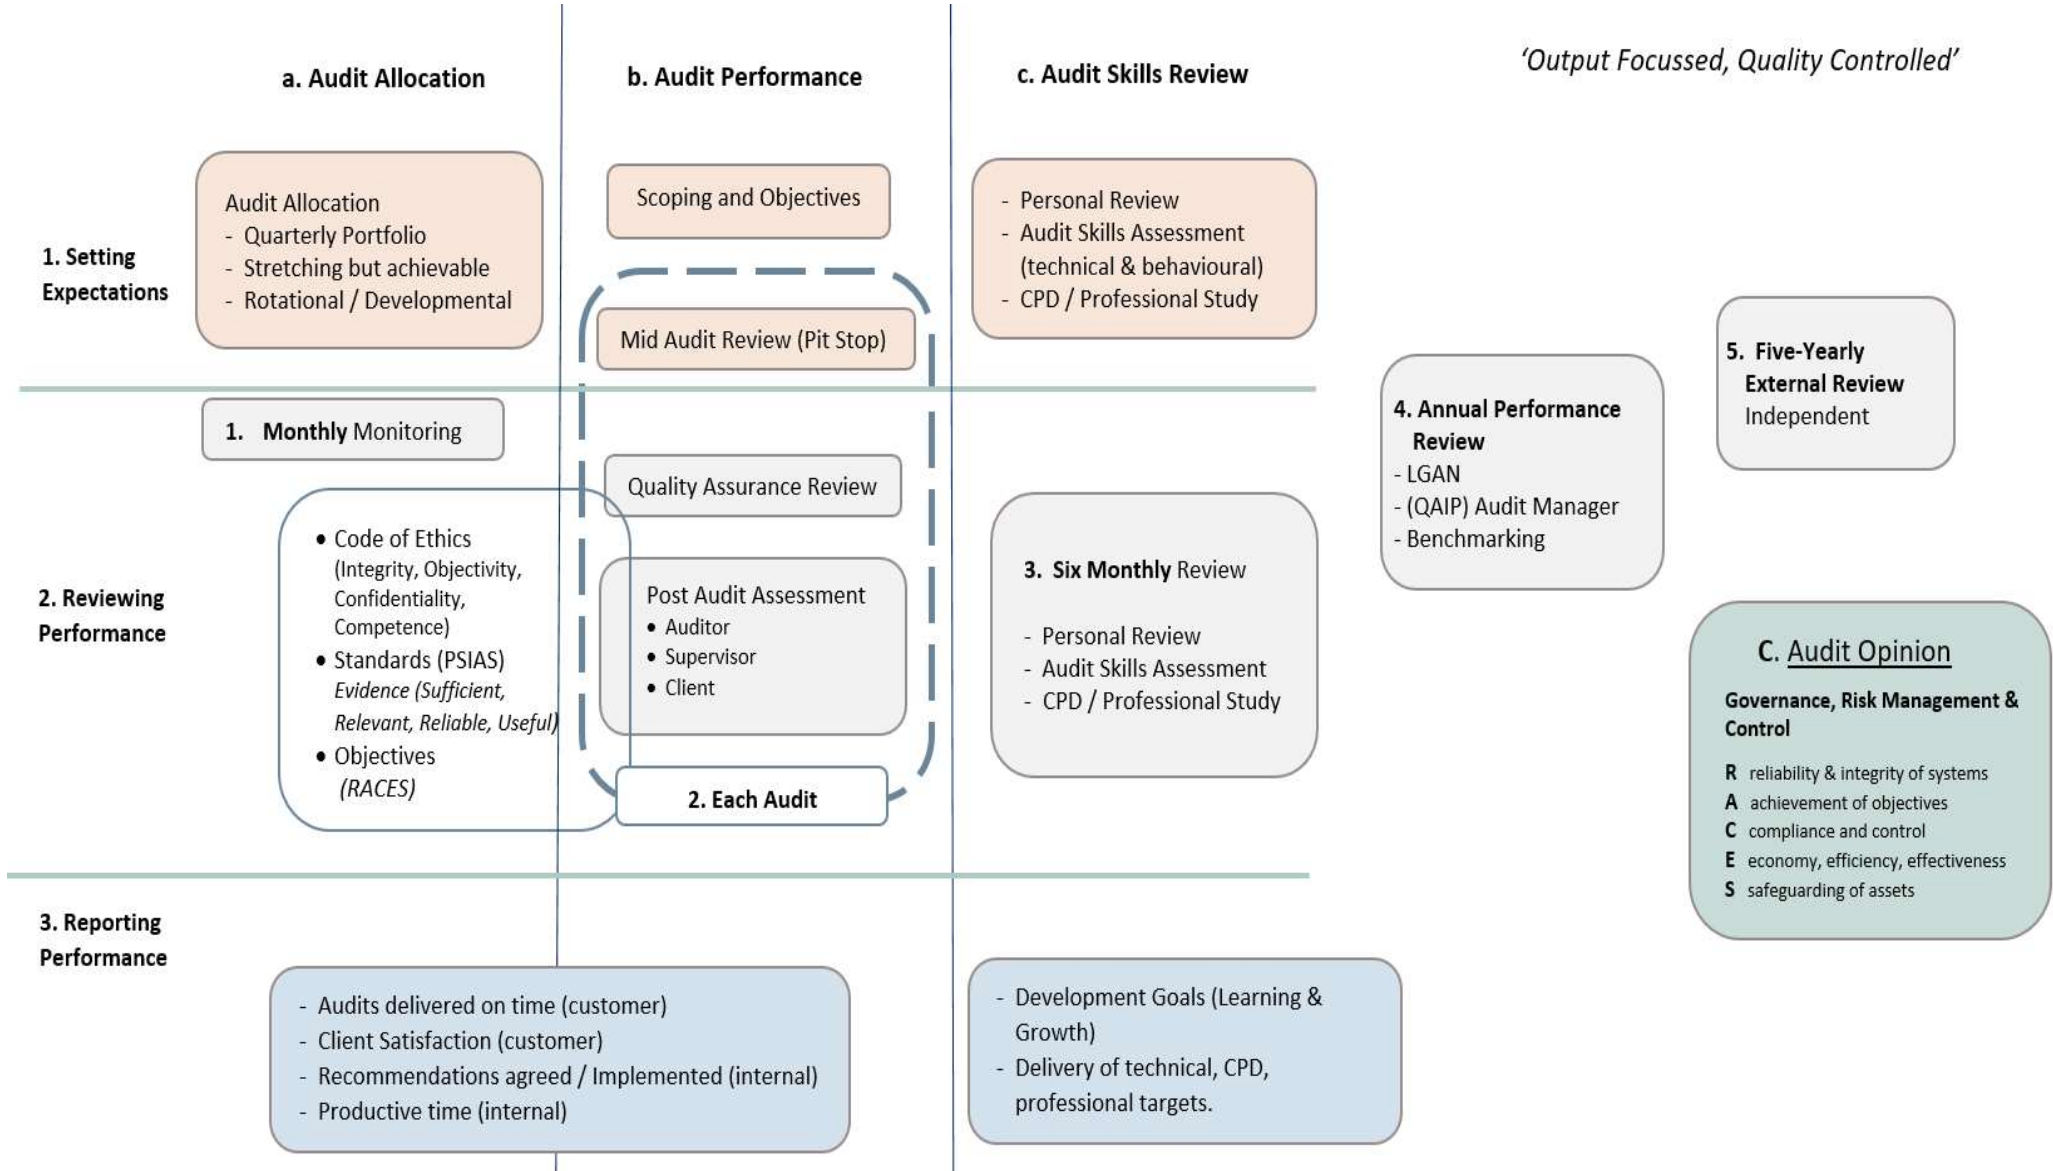 a. Audit Allocation
b. Audit Performance
c. Audit Skills Review
‘Output Focussed, Quality Controlled’
1. Setting
Expectations
Audit Allocation
- Quarterly Portfolio
- Stretching but achievable
- Rotational / Developmental
Scoping and Objectives
Mid Audit Review (Pit Stop)
- Personal Review
- Audit Skills Assessment
(technical & behavioural)
- CPD / Professional Study
2. Reviewing
Performance
1. Monthly Monitoring
• Code of Ethics
(Integrity, Objectivity,
Confidentiality,
Competence)
• Standards (PSIAS)
Evidence (Sufficient,
Relevant, Reliable, Useful)
• Objectives
(RACES)
Quality Assurance Review
Post Audit Assessment
• Auditor
• Supervisor
• Client
2. Each Audit
3. Six Monthly Review
- Personal Review
- Audit Skills Assessment
- CPD / Professional Study
4. Annual Performance
Review
- LGAN
- (QAIP) Audit Manager
- Benchmarking
5. Five-Yearly
External Review
Independent
C. Audit Opinion
Governance, Risk Management &
Control
R reliability & integrity of systems
A achievement of objectives
C compliance and control
E economy, efficiency, effectiveness
S safeguarding of assets
3. Reporting
Performance
- Audits delivered on time (customer)
- Client Satisfaction (customer)
- Recommendations agreed / Implemented (internal)
- Productive time (internal)
- Development Goals (Learning &
Growth)
- Delivery of technical, CPD,
professional targets.